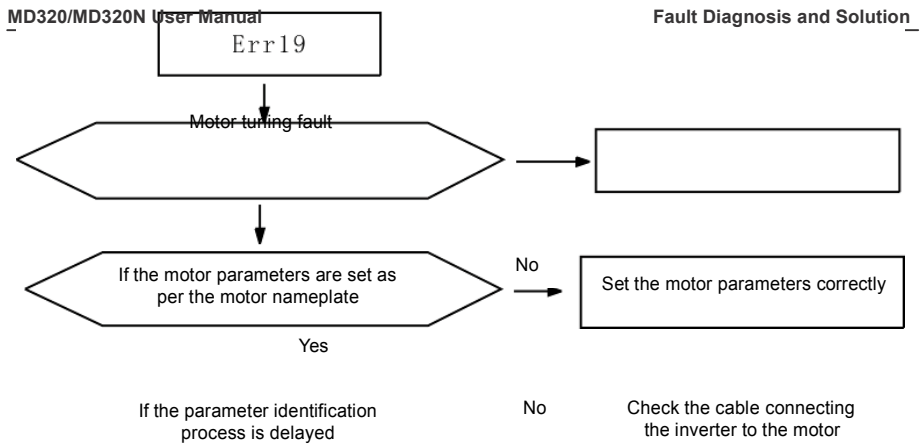 MD320/MD320N User Manual
Fault Diagnosis and Solution
Err19
Motor tuning fault
If the motor parameters are set as
per the motor nameplate
No
Set the motor parameters correctly
Yes
If the parameter identification
process is delayed
No
Check the cable connecting
the inverter to the motor